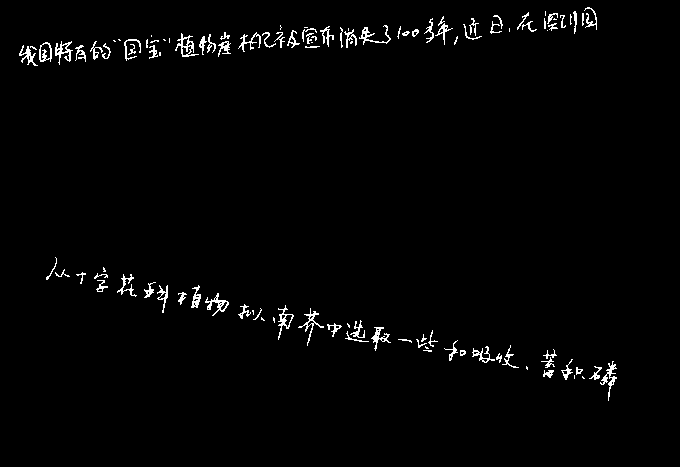 我国特有的“国宝”植物崖柏已被宣布消失了100多年,近日,在深圳园
从十字花科植物拟南芥中选取一些和吸收、蓄积磷